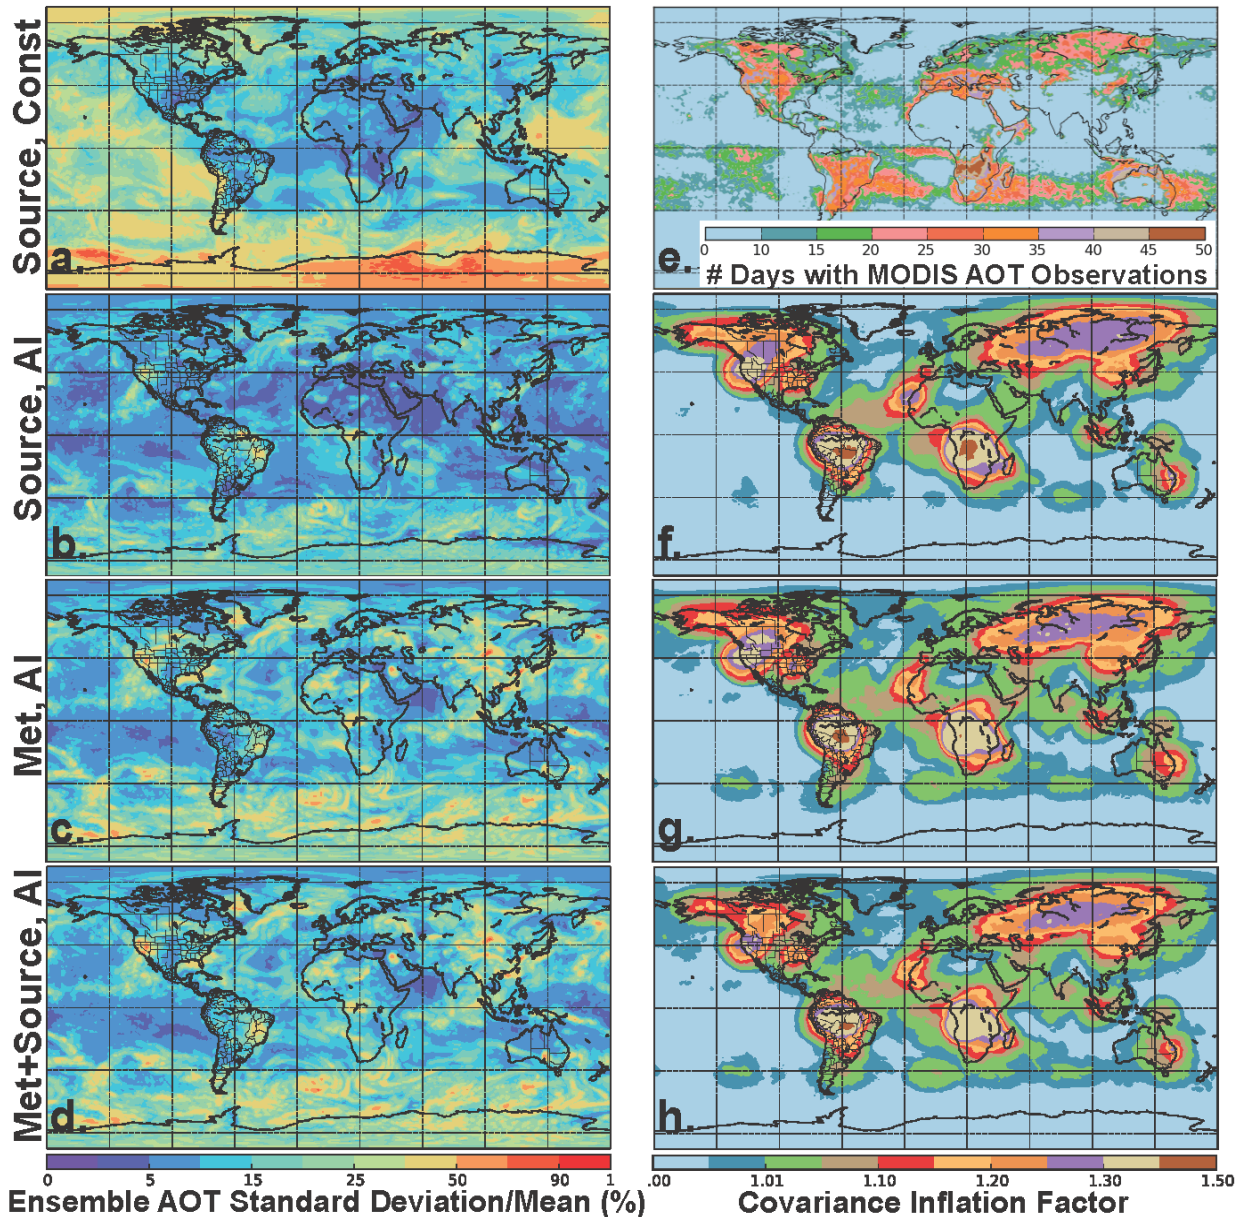 Source, Const
a.
e.
0 10 15 20 25 30 35 40 45 50
# Days with MODIS AOT Observations
Source, AI
b.
f.
Met, AI
c.
g.
Met+Source, AI
d.
h.
0 5 15 25 50 90 1
Ensemble AOT Standard Deviation/Mean (%)
.00 1.01 1.10 1.20 1.30 1.50
Covariance Inflation Factor